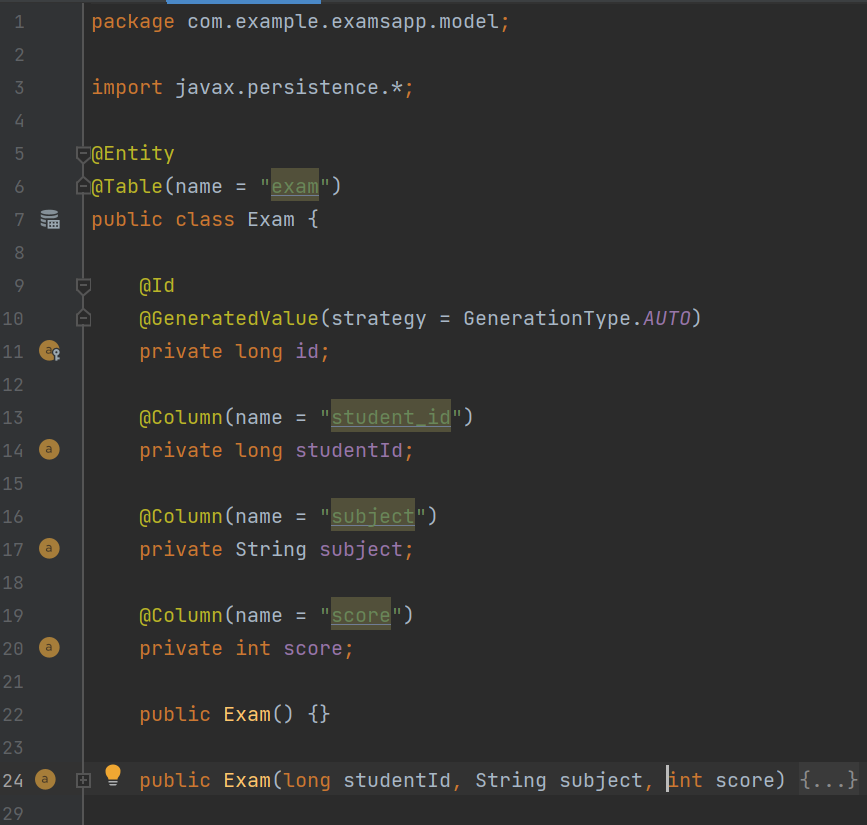 1 package com.example.examsapp.model;
2
3 import javax.persistence.*;
4
5 @Entity
6 @Table(name = "exam")
7 public class Exam {
8
9 @Id
10 @GeneratedValue(strategy = GenerationType.AUTO)
11 private long id;
12
13 @Column(name = "student_id")
14 private long studentId;
15
16 @Column(name = "subject")
17 private String subject;
18
19 @Column(name = "score")
20 private int score;
21
22 public Exam() {}
23
24 public Exam(long studentId, String subject, int score) {...}
29